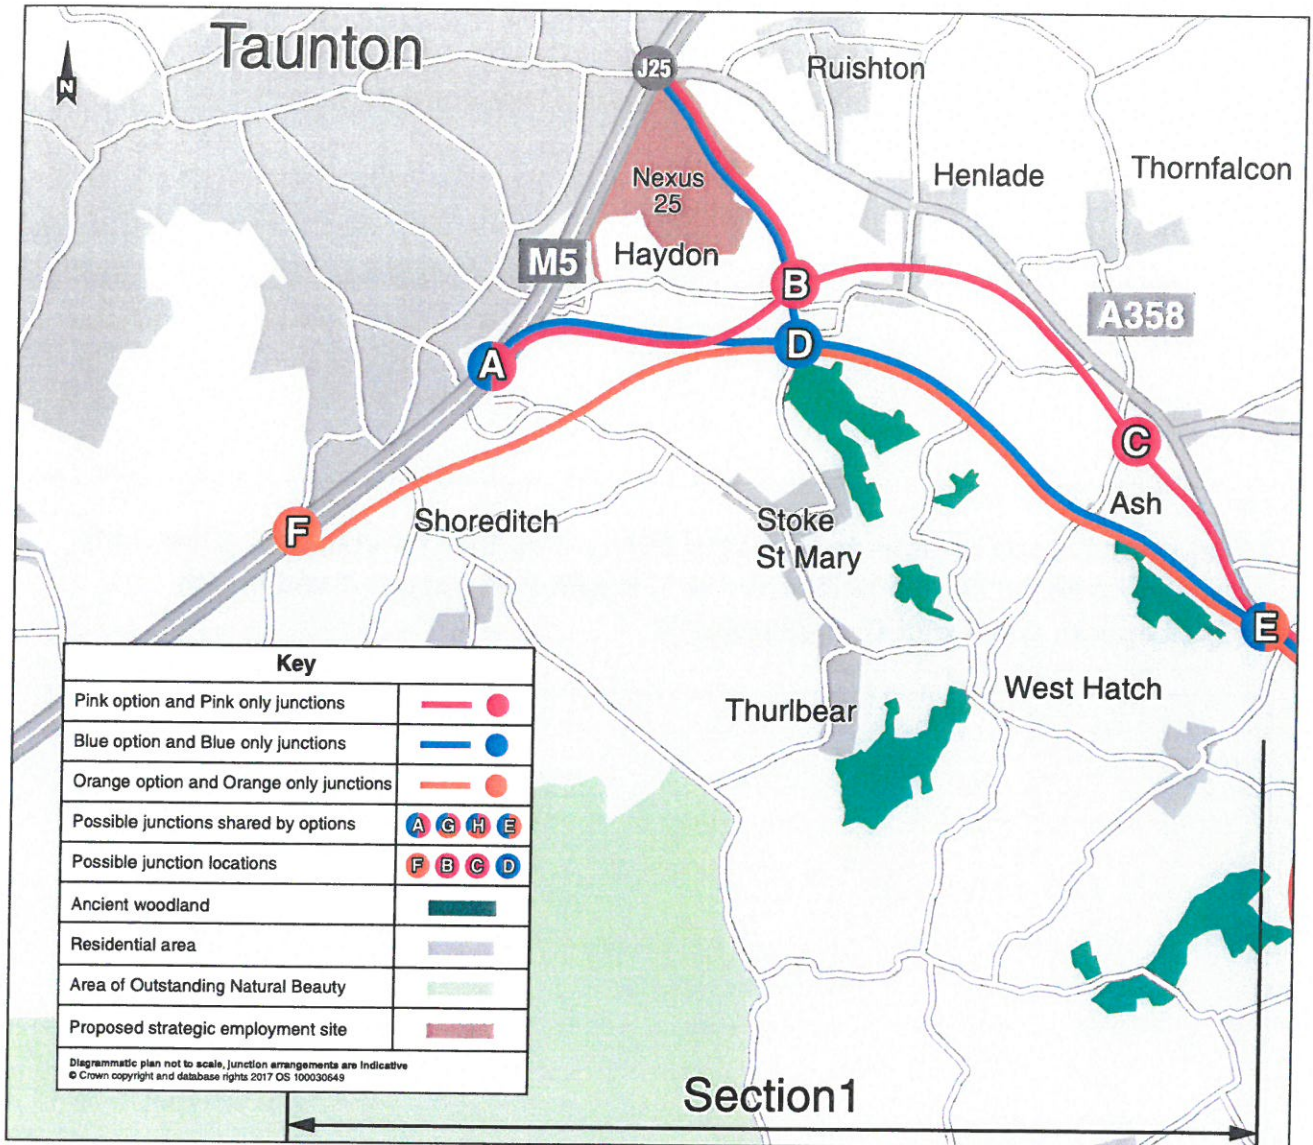 Taunton
N
J25
Ruishton
Henlade
Thornfalcon
Nexus
25
Haydon
M5
B
A358
D
A
C
Ash
F
Shoreditch
Stoke
St Mary
E
Key
Pink option and Pink only junctions
Blue option and Blue only junctions
Orange option and Orange only junctions
Possible junctions shared by options A G H E
Possible junction locations F B C D
Ancient woodland
Residential area
Area of Outstanding Natural Beauty
Proposed strategic employment site
Diagrammatic plan not to scale, junction arrangements are indicative
© Crown copyright and database rights 2017 OS 100030649
West Hatch
Thurlbear
Section1